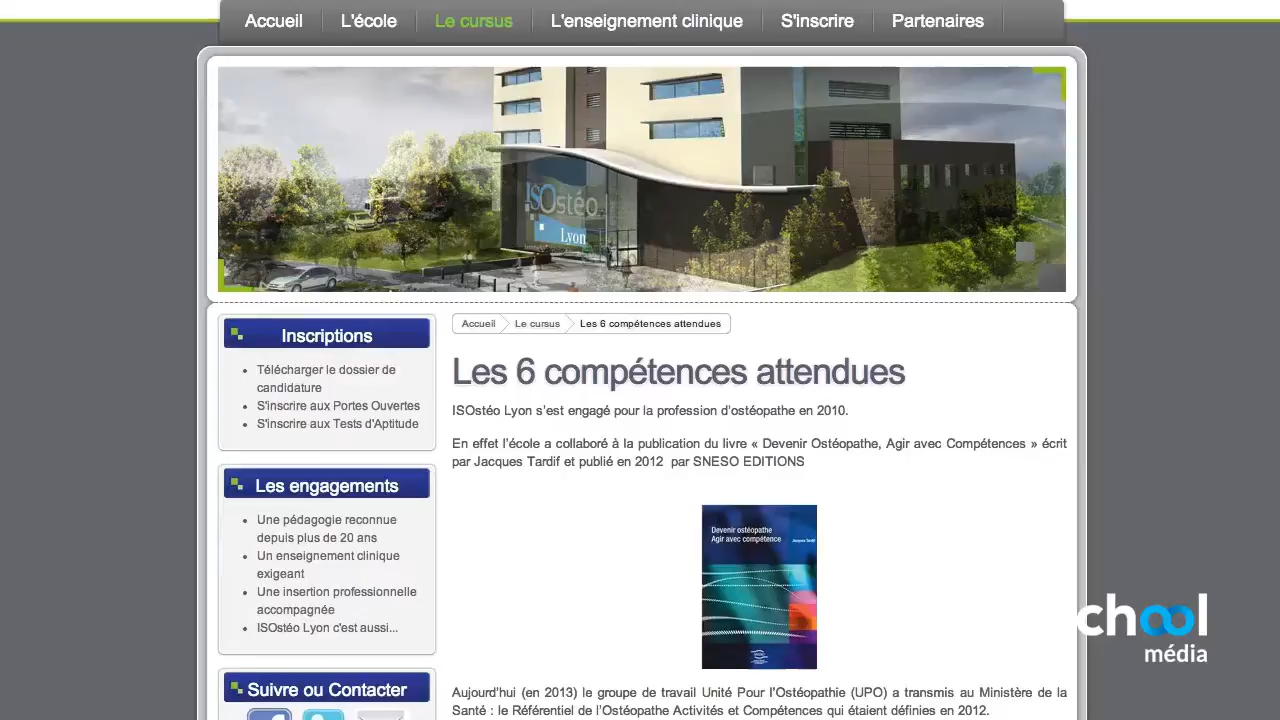 Accueil L'école Le cursus L'enseignement clinique S'inscrire Partenaires
ISOstéo
Lyon
Inscriptions
Télécharger le dossier de
candidature
S'inscrire aux Portes Ouvertes
S'inscrire aux Tests d'Aptitude
Les engagements
Une pédagogie reconnue
depuis plus de 20 ans
Un enseignement clinique
exigeant
Une insertion professionnelle
accompagnée
ISOstéo Lyon c'est aussi...
Suivre ou Contacter
Accueil Le cursus Les 6 compétences attendues
Les 6 compétences attendues
ISOstéo Lyon s'est engagé pour la profession d'ostéopathe en 2010.
En effet l'école a collaboré à la publication du livre « Devenir Ostéopathe, Agir avec Compétences » écrit
par Jacques Tardif et publié en 2012 par SNESO EDITIONS
Devenir ostéopathe
Agir avec compétence
Jacques Tardif
Aujourd'hui (en 2013) le groupe de travail Unité Pour l'Ostéopathie (UPO) a transmis au Ministère de la
Santé : le Référentiel de l'Ostéopathe Activités et Compétences qui étaient définies en 2012.
chool
média